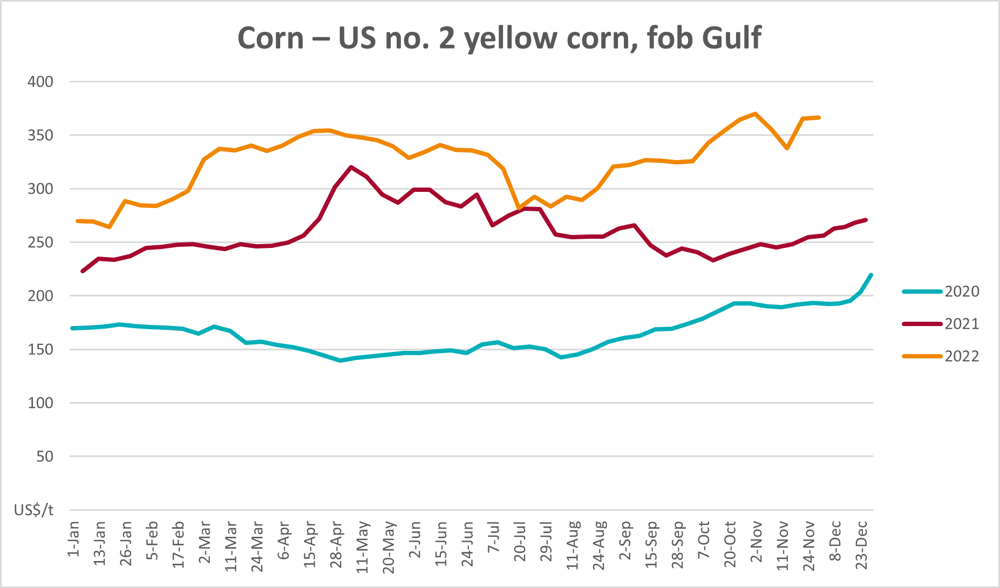 Corn – US no. 2 yellow corn, fob Gulf
400
350
300
250
200
150
100
50
US$/t
1-Jan
13-Jan
26-Jan
5-Feb
17-Feb
2-Mar
11-Mar
24-Mar
6-Apr
15-Apr
28-Apr
11-May
20-May
2-Jun
15-Jun
24-Jun
7-Jul
20-Jul
29-Jul
11-Aug
24-Aug
2-Sep
15-Sep
28-Sep
7-Oct
20-Oct
2-Nov
11-Nov
24-Nov
8-Dec
23-Dec
2020
2021
2022